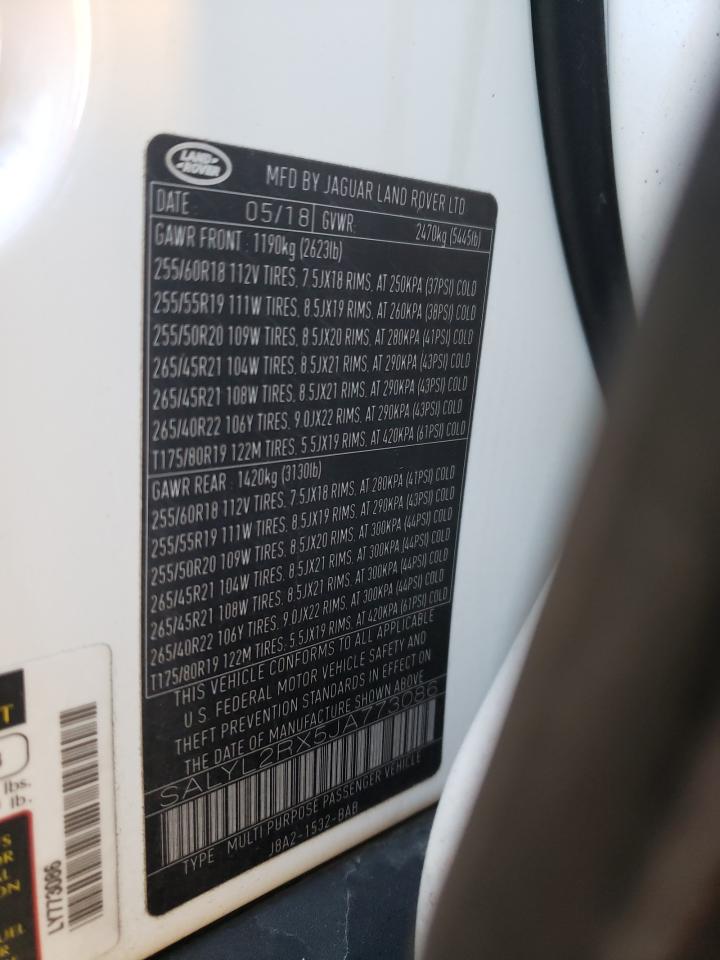 LAND ROVER
MFD BY JAGUAR LAND ROVER LTD
DATE: 05/18 GVWR: 2470kg (5445lb)
GAWR FRONT : 1190kg (2623lb)
255/60R18 112V TIRES, 7.5JX18 RIMS, AT 250KPA (37PSI) COLD
255/55R19 111W TIRES, 8.5JX19 RIMS, AT 260KPA (38PSI) COLD
255/50R20 109W TIRES, 8.5JX20 RIMS, AT 280KPA (41PSI) COLD
265/45R21 104W TIRES, 8.5JX21 RIMS, AT 290KPA (43PSI) COLD
265/45R21 108W TIRES, 8.5JX21 RIMS, AT 290KPA (43PSI) COLD
265/40R22 106Y TIRES, 9.0JX22 RIMS, AT 290KPA (43PSI) COLD
T175/80R19 122M TIRES, 5.5JX19 RIMS, AT 420KPA (61PSI) COLD
GAWR REAR : 1420kg (3130lb)
255/60R18 112V TIRES, 7.5JX18 RIMS, AT 280KPA (41PSI) COLD
255/55R19 111W TIRES, 8.5JX19 RIMS, AT 290KPA (43PSI) COLD
255/50R20 109W TIRES, 8.5JX20 RIMS, AT 300KPA (44PSI) COLD
265/45R21 104W TIRES, 8.5JX21 RIMS, AT 300KPA (44PSI) COLD
265/45R21 108W TIRES, 8.5JX21 RIMS, AT 300KPA (44PSI) COLD
265/40R22 106Y TIRES, 9.0JX22 RIMS, AT 300KPA (44PSI) COLD
T175/80R19 122M TIRES, 5.5JX19 RIMS, AT 420KPA (61PSI) COLD
THIS VEHICLE CONFORMS TO ALL APPLICABLE
U.S. FEDERAL MOTOR VEHICLE SAFETY AND
THEFT PREVENTION STANDARDS IN EFFECT ON
THE DATE OF MANUFACTURE SHOWN ABOVE
SALYL2RX5JA773086
TYPE: MULTI PURPOSE PASSENGER VEHICLE
J8A2-1532-BAB
lbs.
lb.
LY773086